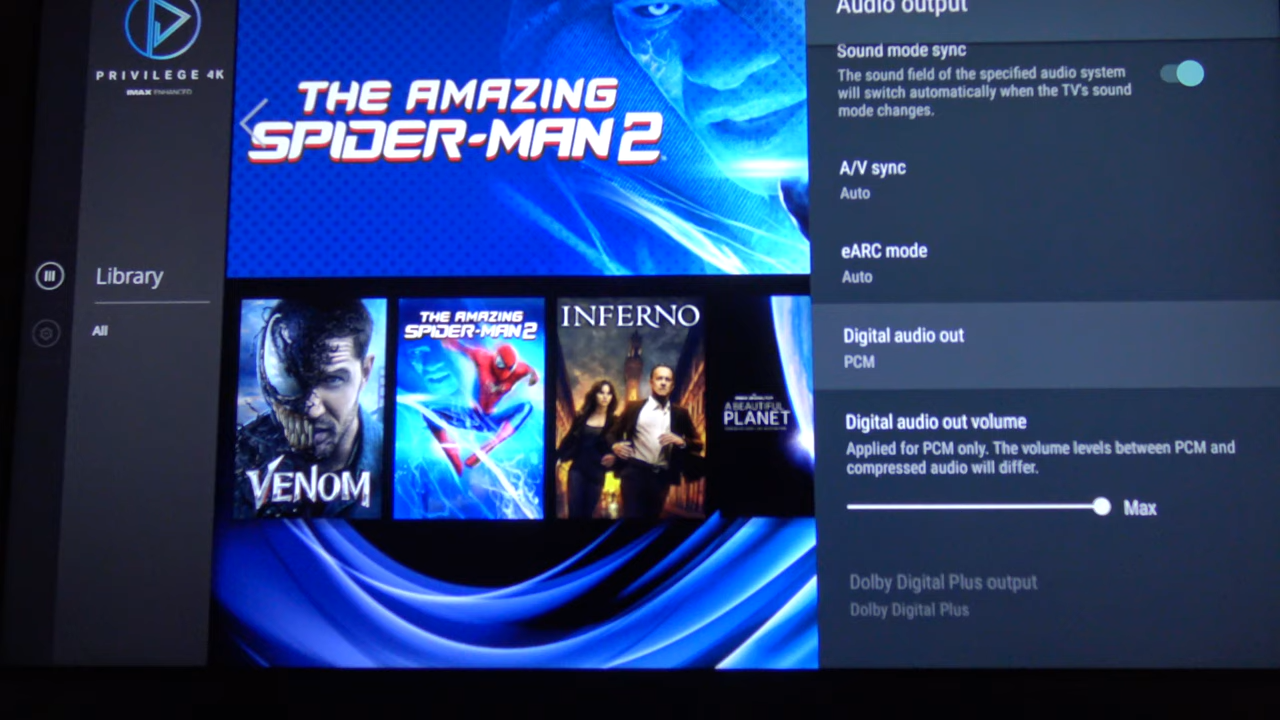 PRIVILEGE 4K
IMAX ENHANCED
Library
All
THE AMAZING
SPIDER-MAN 2
VENOM
THE AMAZING
SPIDER-MAN 2
INFERNO
A BEAUTIFUL
PLANET
Audio output
Sound mode sync
The sound field of the specified audio system
will switch automatically when the TV's sound
mode changes.
A/V sync
Auto
eARC mode
Auto
Digital audio out
PCM
Digital audio out volume
Applied for PCM only. The volume levels between PCM and
compressed audio will differ.
Max
Dolby Digital Plus output
Dolby Digital Plus